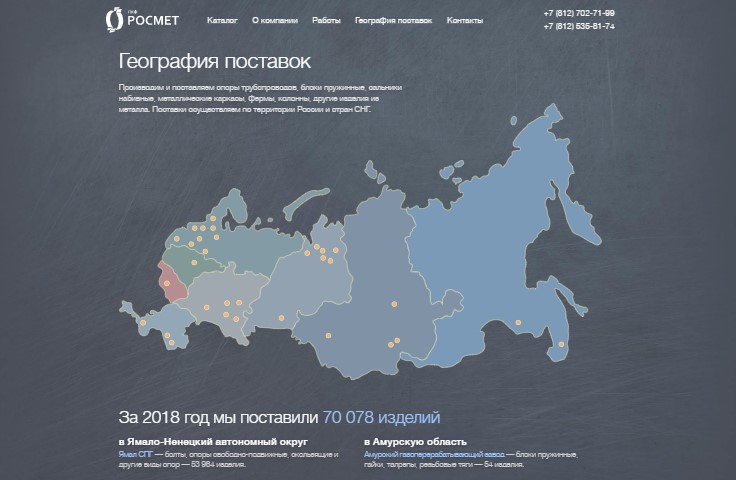 ПКФ
РОСМЕТ
Каталог О компании Работы География поставок Контакты
+7 (812) 702-71-99
+7 (812) 535-81-74
География поставок
Производим и поставляем опоры трубопроводов, блоки пружинные, сальники
набивные, металлические каркасы, фермы, колонны, другие изделия из
металла. Поставки осуществляем по территории России и стран СНГ.
За 2018 год мы поставили 70 078 изделий
в Ямало-Ненецкий автономный округ
Ямал СПГ — болты, опоры свободно-подвижные, скользящие и
другие виды опор — 53 964 изделия.
в Амурскую область
Амурский газоперерабатывающий завод — блоки пружинные,
гайки, талрепы, резьбовые тяги — 54 изделия.